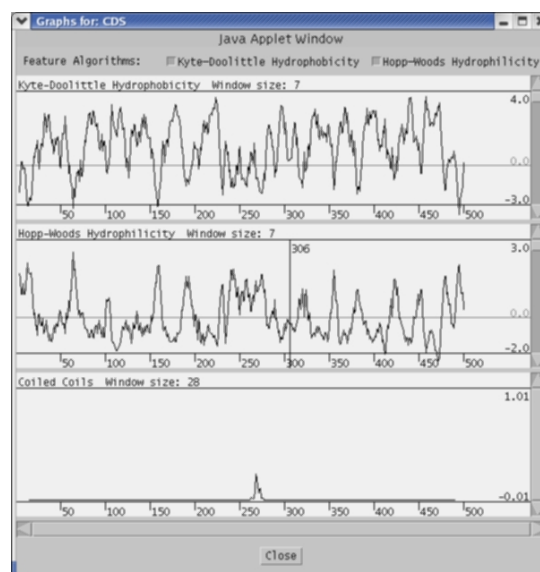 Graphs for: CDS
Java Applet Window
Feature Algorithms: Kyte-Doolittle Hydrophobicity Hopp-Woods Hydrophilicity
Kyte-Doolittle Hydrophobicity Window size: 7
4.0
0.0
-3.0
50 100 150 200 250 300 350 400 450 500
Hopp-Woods Hydrophilicity Window size: 7
306
3.0
0.0
-2.0
50 100 150 200 250 300 350 400 450 500
Coiled Coils Window size: 28
1.01
-0.01
50 100 150 200 250 300 350 400 450 500
Close